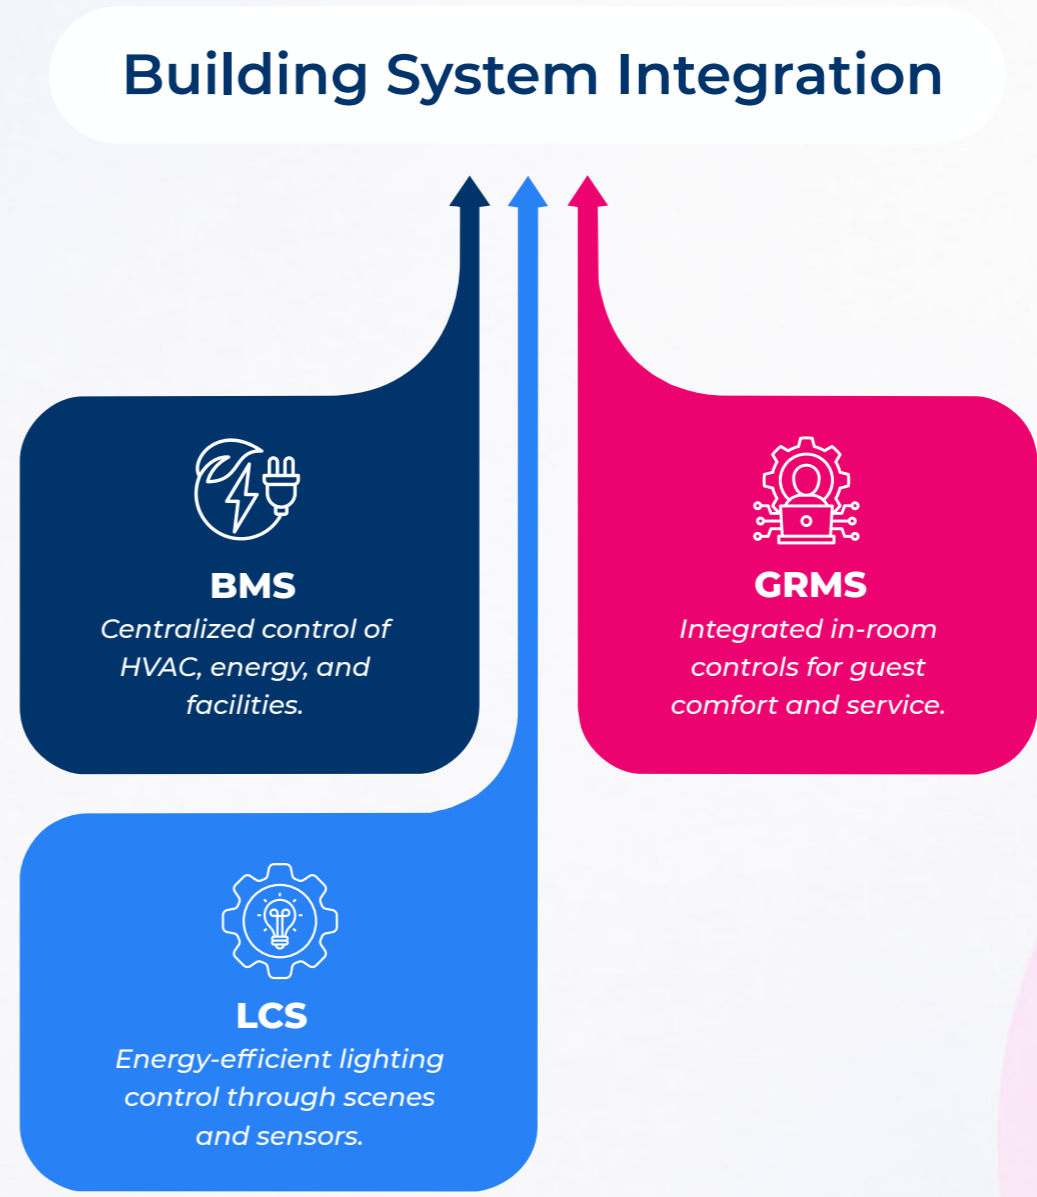 Building System Integration
BMS
Centralized control of
HVAC, energy, and
facilities.
GRMS
Integrated in-room
controls for guest
comfort and service.
LCS
Energy-efficient lighting
control through scenes
and sensors.